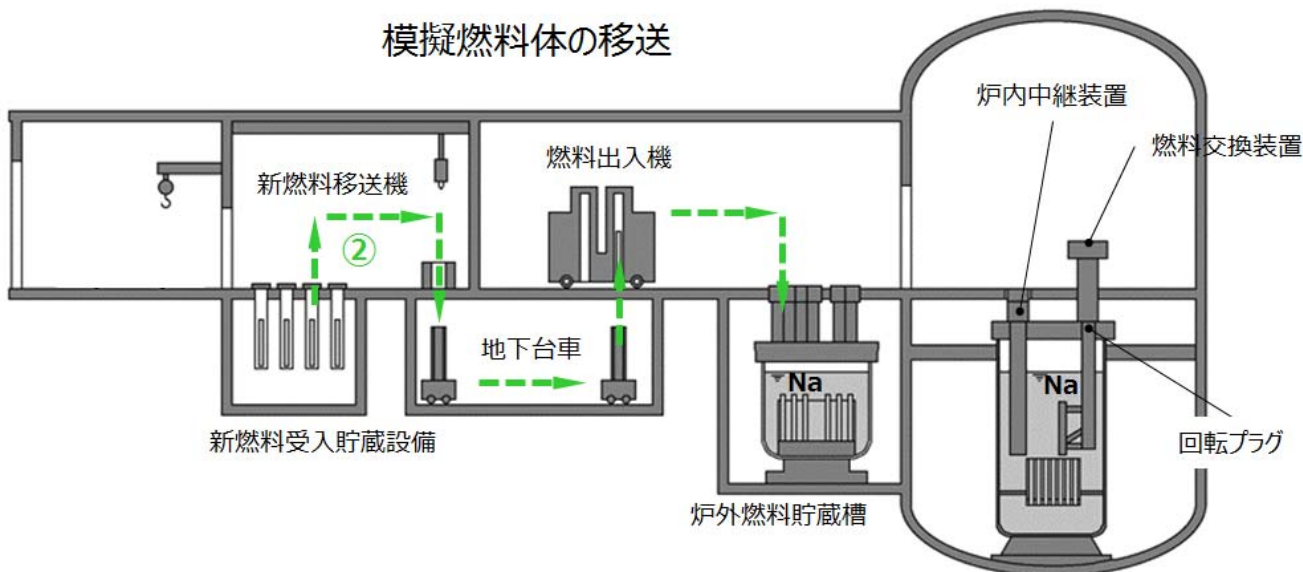 模擬燃料体の移送
炉内中継装置
燃料交換装置
燃料出入機
新燃料移送機
②
地下台車
Na
Na
新燃料受入貯蔵設備
回転プラグ
炉外燃料貯蔵槽